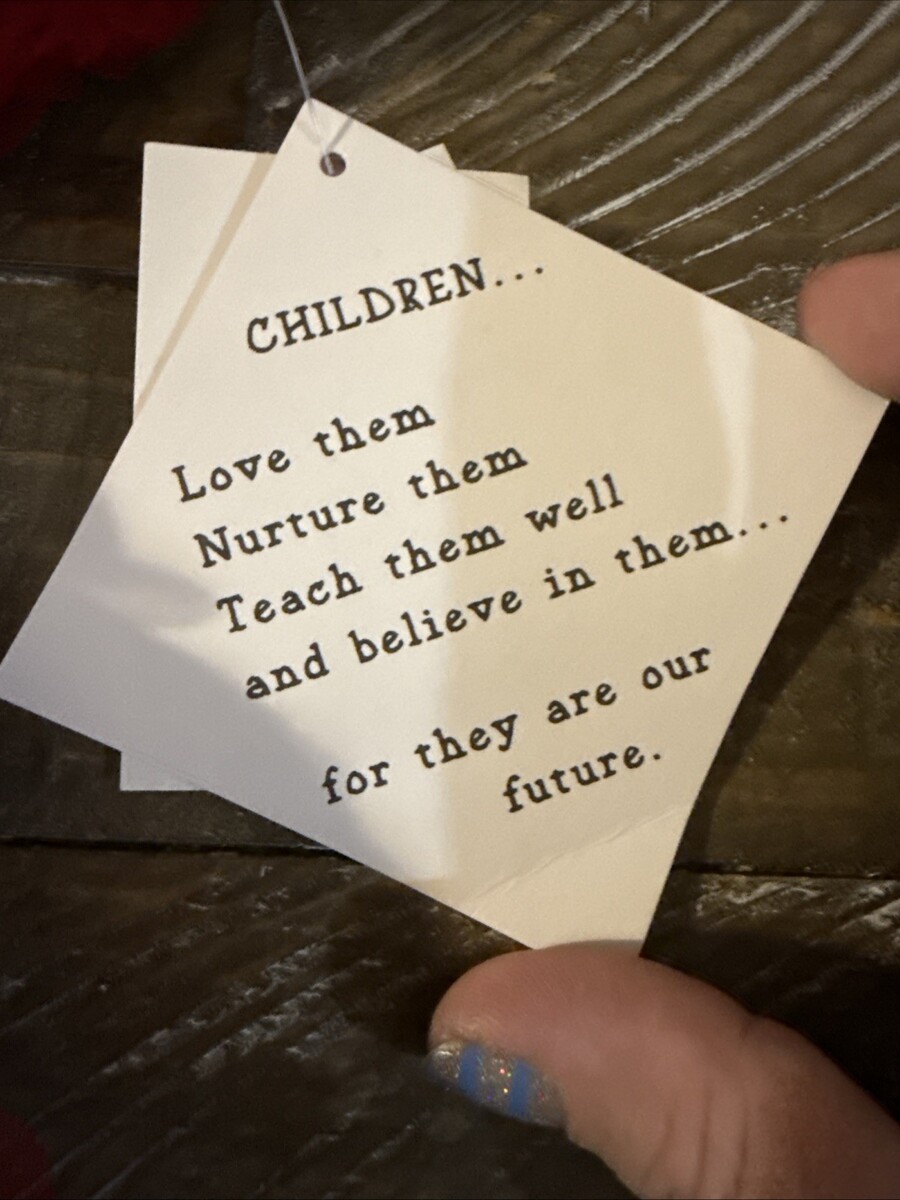 CHILDREN...
Love them
Nurture them
Teach them well
and believe in them...
for they are our
future.